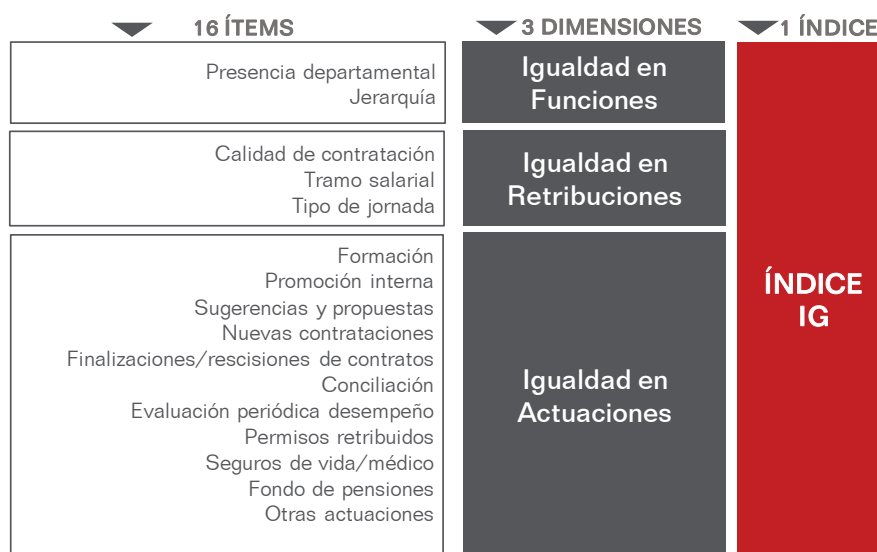 16 ÍTEMS
3 DIMENSIONES
1 ÍNDICE
Presencia departamental
Jerarquía
Igualdad en
Funciones
Calidad de contratación
Tramo salarial
Tipo de jornada
Igualdad en
Retribuciones
Formación
Promoción interna
Sugerencias y propuestas
Nuevas contrataciones
Finalizaciones/rescisiones de contratos
Conciliación
Evaluación periódica desempeño
Permisos retribuidos
Seguros de vida/médico
Fondo de pensiones
Otras actuaciones
Igualdad en
Actuaciones
ÍNDICE
IG